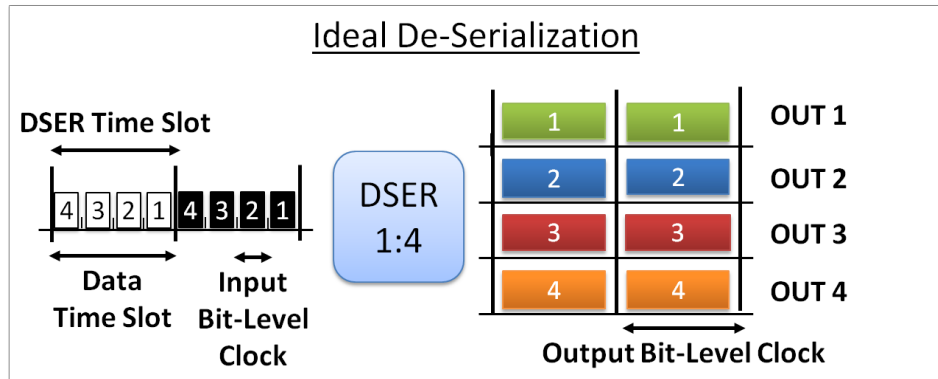 Ideal De-Serialization
DSER Time Slot
4 3 2 1 4 3 2 1
Data
Time Slot
Input
Bit-Level
Clock
DSER
1:4
1 1 OUT 1
2 2 OUT 2
3 3 OUT 3
4 4 OUT 4
Output Bit-Level Clock